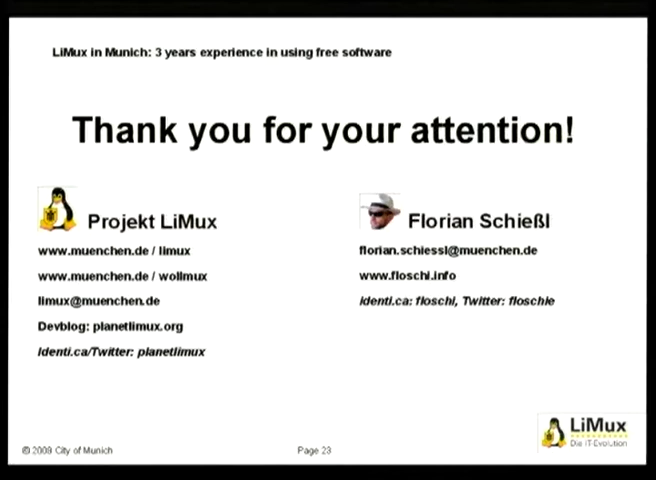 LiMux in Munich: 3 years experience in using free software
Thank you for your attention!
Projekt LiMux
www.muenchen.de / limux
www.muenchen.de / wollmux
limux@muenchen.de
Devblog: planetlimux.org
Identi.ca/Twitter: planetlimux
Florian Schießl
florian.schiessl@muenchen.de
www.floschi.info
Identi.ca: floschi, Twitter: floschie
© 2009 City of Munich
Page 23
LiMux
Die IT-Evolution